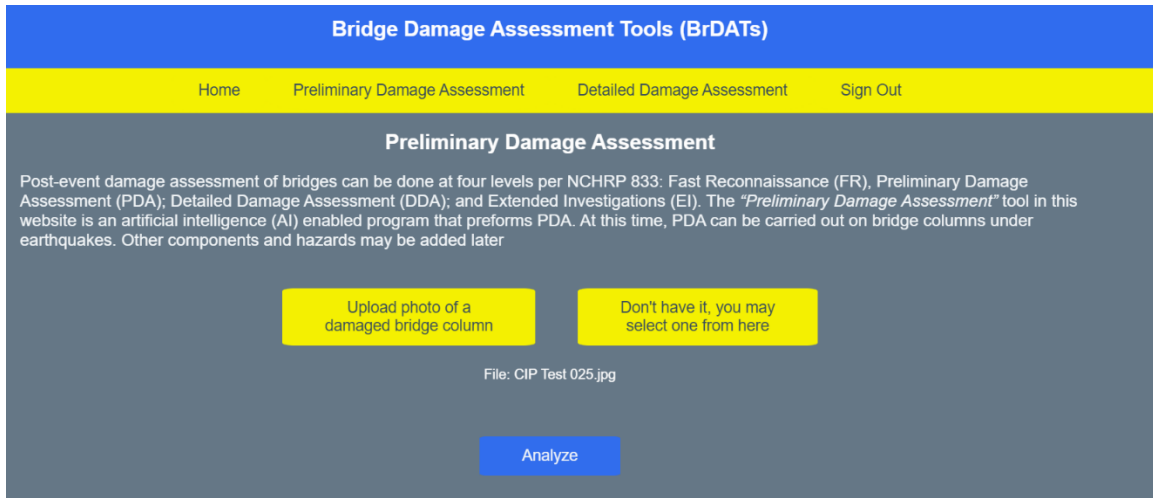 Bridge Damage Assessment Tools (BrDATs)
Home Preliminary Damage Assessment Detailed Damage Assessment Sign Out
Preliminary Damage Assessment
Post-event damage assessment of bridges can be done at four levels per NCHRP 833: Fast Reconnaissance (FR), Preliminary Damage
Assessment (PDA); Detailed Damage Assessment (DDA); and Extended Investigations (EI). The “Preliminary Damage Assessment” tool in this
website is an artificial intelligence (AI) enabled program that preforms PDA. At this time, PDA can be carried out on bridge columns under
earthquakes. Other components and hazards may be added later
Upload photo of a
damaged bridge column
Don't have it, you may
select one from here
File: CIP Test 025.jpg
Analyze